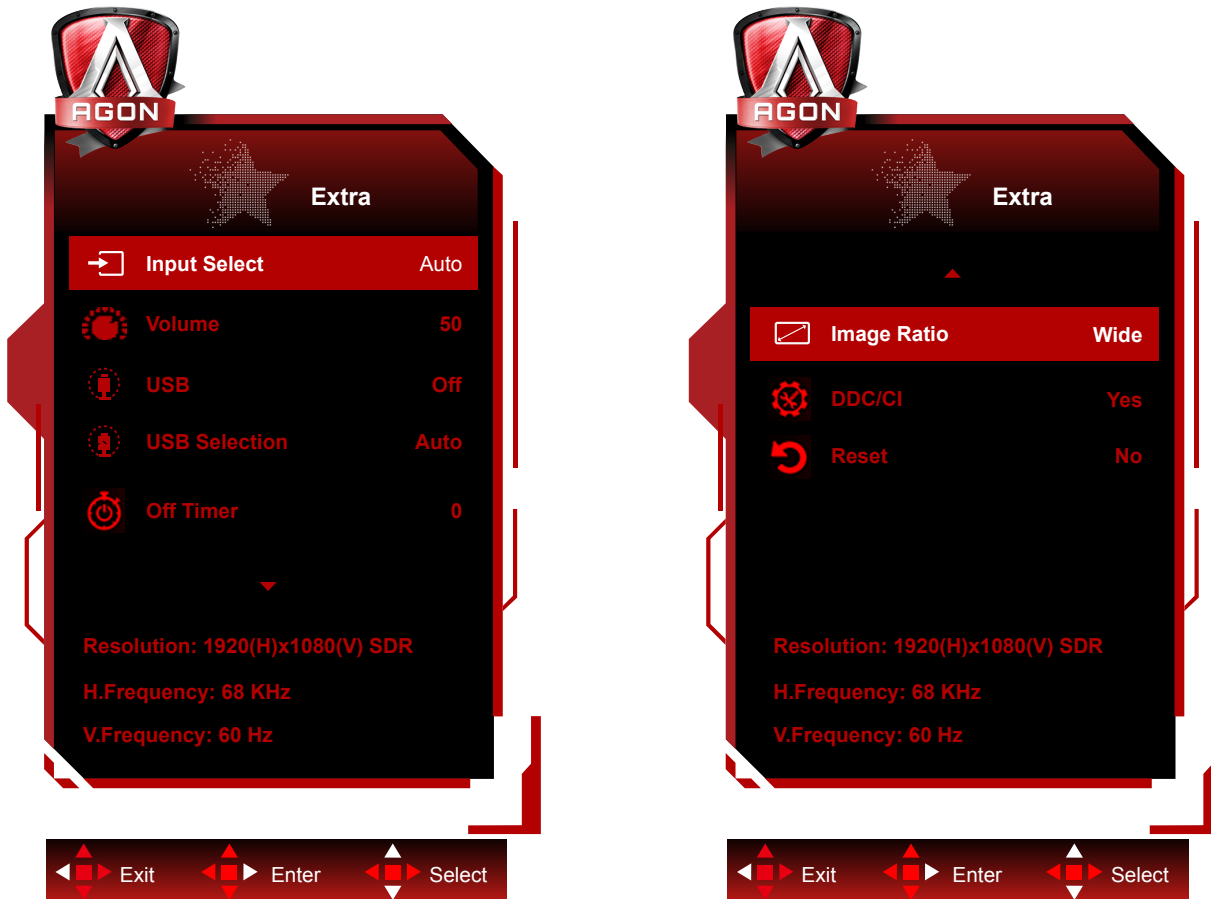 AGON
Extra
Input Select Auto
Volume 50
USB Off
USB Selection Auto
Off Timer 0
Resolution: 1920(H)x1080(V) SDR
H.Frequency: 68 KHz
V.Frequency: 60 Hz
Exit Enter Select
AGON
Extra
Image Ratio Wide
DDC/CI Yes
Reset No
Resolution: 1920(H)x1080(V) SDR
H.Frequency: 68 KHz
V.Frequency: 60 Hz
Exit Enter Select